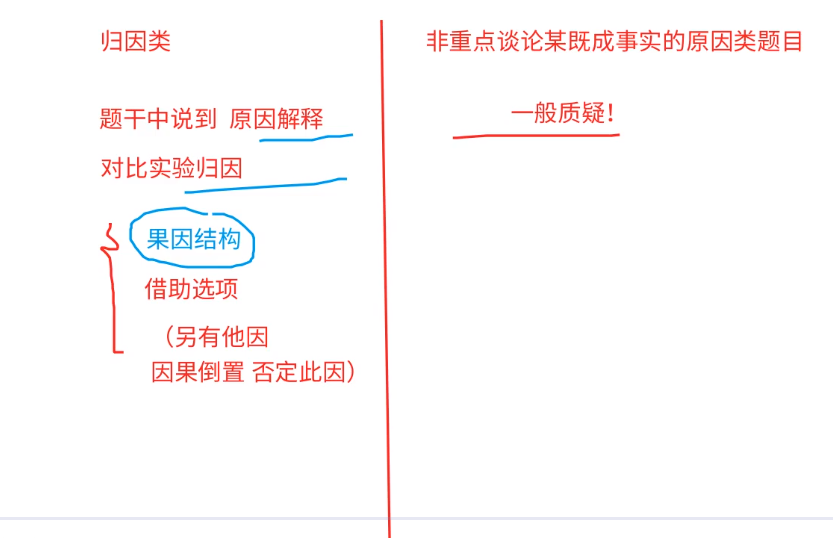 归因类
题干中说到 原因解释
对比实验归因
果因结构
借助选项
（另有他因
因果倒置 否定此因）
非重点谈论某既成事实的原因类题目
一般质疑！